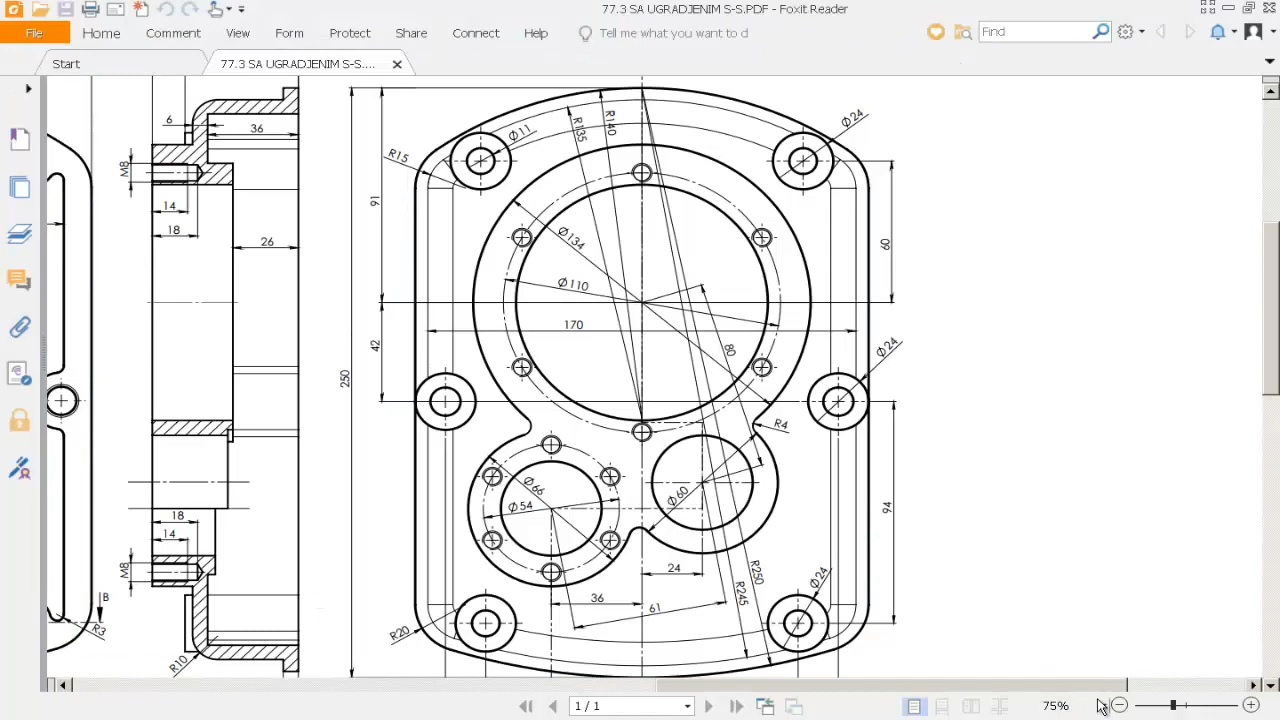 77.3 SA UGRADJENIM S-S.PDF - Foxit Reader
File
Home
Comment
View
Form
Protect
Share
Connect
Help
Tell me what you want to d
Find
Start
77.3 SA UGRADJENIM S-S....
6
36
M8
14
18
26
18
14
M8
B
R3
R10
R15
Ø11
R135
R140
Ø24
91
60
Ø134
Ø110
170
42
80
250
Ø24
R4
Ø66
Ø54
Ø60
94
24
R250
R245
Ø24
36
61
R20
1 / 1
75%